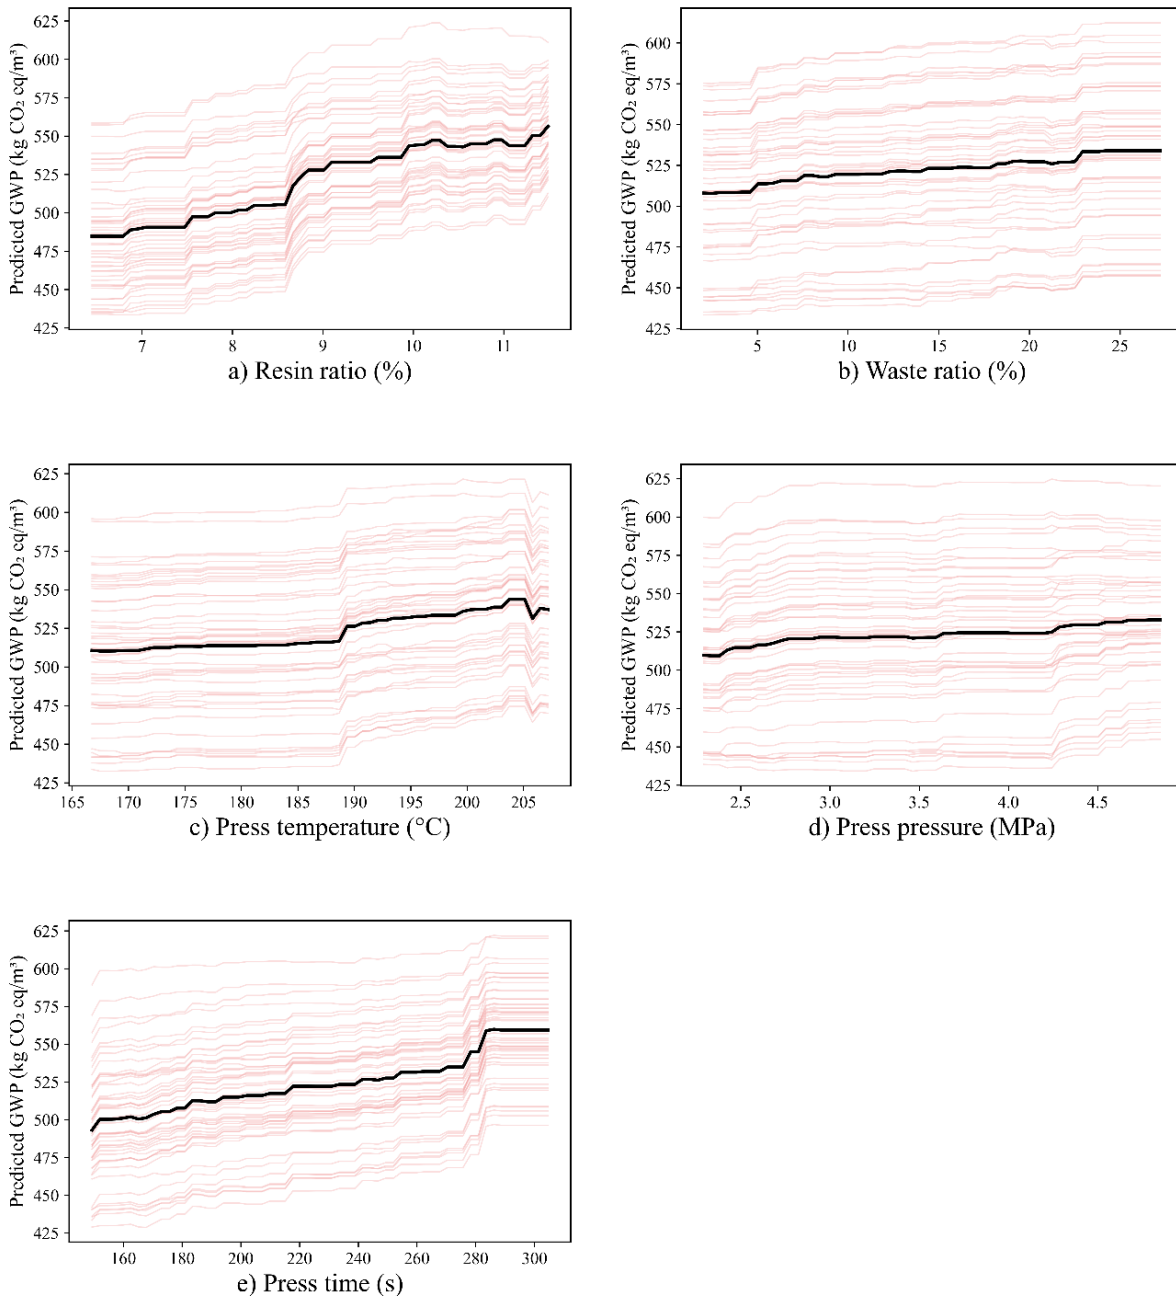 Predicted GWP (kg CO₂ eq/m³)
625
600
575
550
525
500
475
450
425
7 8 9 10 11
a) Resin ratio (%)
Predicted GWP (kg CO₂ eq/m³)
600
575
550
525
500
475
450
425
5 10 15 20 25
b) Waste ratio (%)
Predicted GWP (kg CO₂ eq/m³)
625
600
575
550
525
500
475
450
425
165 170 175 180 185 190 195 200 205
c) Press temperature (°C)
Predicted GWP (kg CO₂ eq/m³)
625
600
575
550
525
500
475
450
425
2.5 3.0 3.5 4.0 4.5
d) Press pressure (MPa)
Predicted GWP (kg CO₂ eq/m³)
625
600
575
550
525
500
475
450
425
160 180 200 220 240 260 280 300
e) Press time (s)